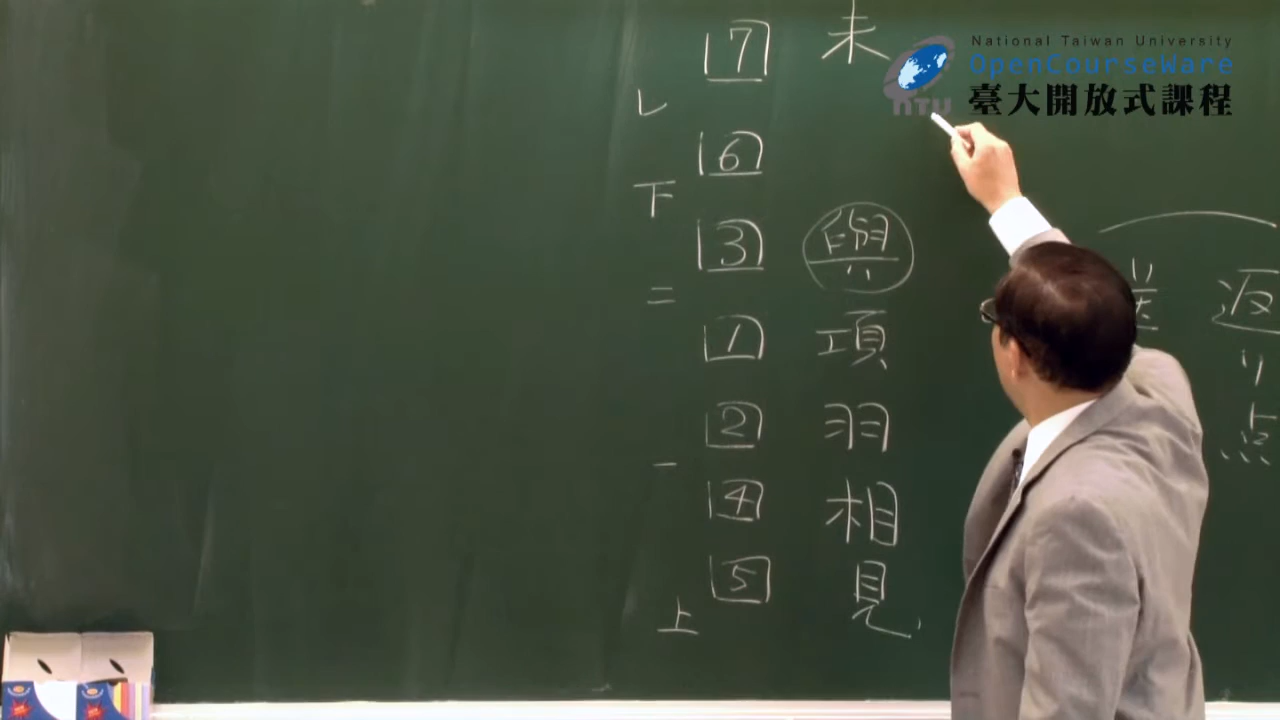 National Taiwan University
OpenCourseWare
臺大開放式課程
NTU
返り点
未
與
項
羽
相
見
7
レ
6
下
3
二
1
2
一
4
5
上